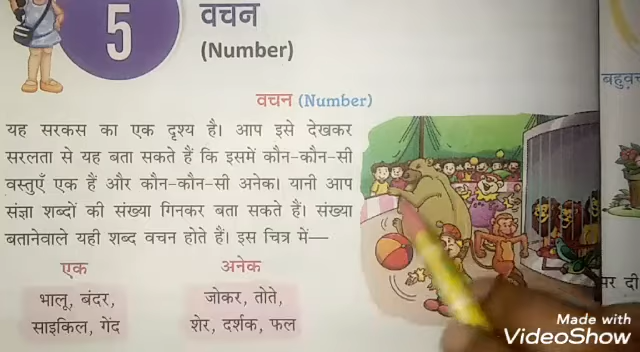 5
वचन
(Number)
वचन (Number)
यह सरकस का एक दृश्य है। आप इसे देखकर
सरलता से यह बता सकते हैं कि इसमें कौन-कौन-सी
वस्तुएँ एक हैं और कौन-कौन-सी अनेक। यानी आप
संज्ञा शब्दों की संख्या गिनकर बता सकते हैं। संख्या
बतानेवाले यही शब्द वचन होते हैं। इस चित्र में—
एक
भालू, बंदर,
साइकिल, गेंद
अनेक
जोकर, तोते,
शेर, दर्शक, फल
Made with
VideoShow